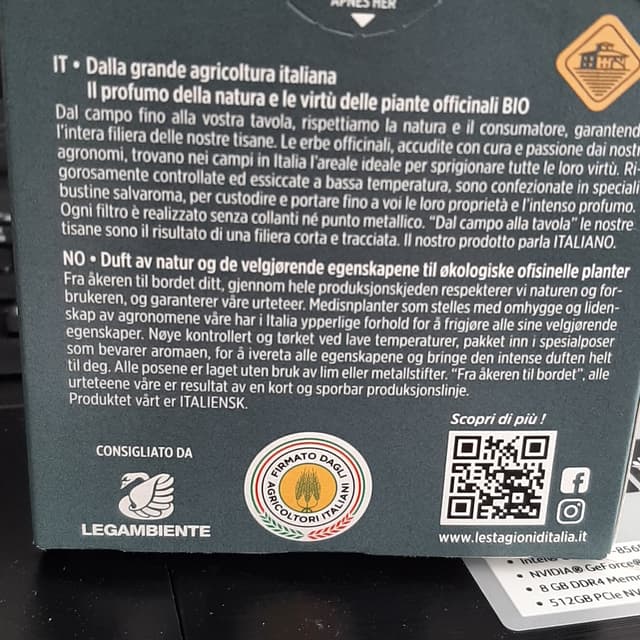 APNES HER
IT • Dalla grande agricoltura italiana
Il profumo della natura e le virtù delle piante officinali BIO
Dal campo fino alla vostra tavola, rispettiamo la natura e il consumatore, garantend
l'intera filiera delle nostre tisane. Le erbe officinali, accudite con cura e passione dai nostr
agronomi, trovano nei campi in Italia l'areale ideale per sprigionare tutte le loro virtù. Ri-
gorosamente controllate ed essiccate a bassa temperatura, sono confezionate in special
bustine salvaroma, per custodire e portare fino a voi le loro proprietà e l'intenso profumo.
Ogni filtro è realizzato senza collanti né punto metallico. "Dal campo alla tavola" le nostre
tisane sono il risultato di una filiera corta e tracciata. Il nostro prodotto parla ITALIANO.
NO • Duft av natur og de velgjørende egenskapene til økologiske ofisinelle planter
Fra åkeren til bordet ditt, gjennom hele produksjonskjeden respekterer vi naturen og for-
brukeren, og garanterer våre urteteer. Medisnplanter som stelles med omhygge og liden-
skap av agronomene våre har i Italia ypperlige forhold for å frigjøre alle sine velgjørende
egenskaper. Nøye kontrollert og tørket ved lave temperaturer, pakket inn i spesialposer
som bevarer aromaen, for å ivereta alle egenskapene og bringe den intense duften helt
til deg. Alle posene er laget uten bruk av lim eller metallstifter. "Fra åkeren til bordet", alle
urteteene våre er resultat av en kort og sporbar produksjonslinje.
Produktet vårt er ITALIENSK.
Scopri di più !
CONSIGLIATO DA
LEGAMBIENTE
FIRMATO DAGLI
AGRICOLTORI ITALIANI
www.lestagioniditalia.it
• NVIDIA® GeForce®
• 8 GB DDR4 Memo
• 512GB PCIe NV